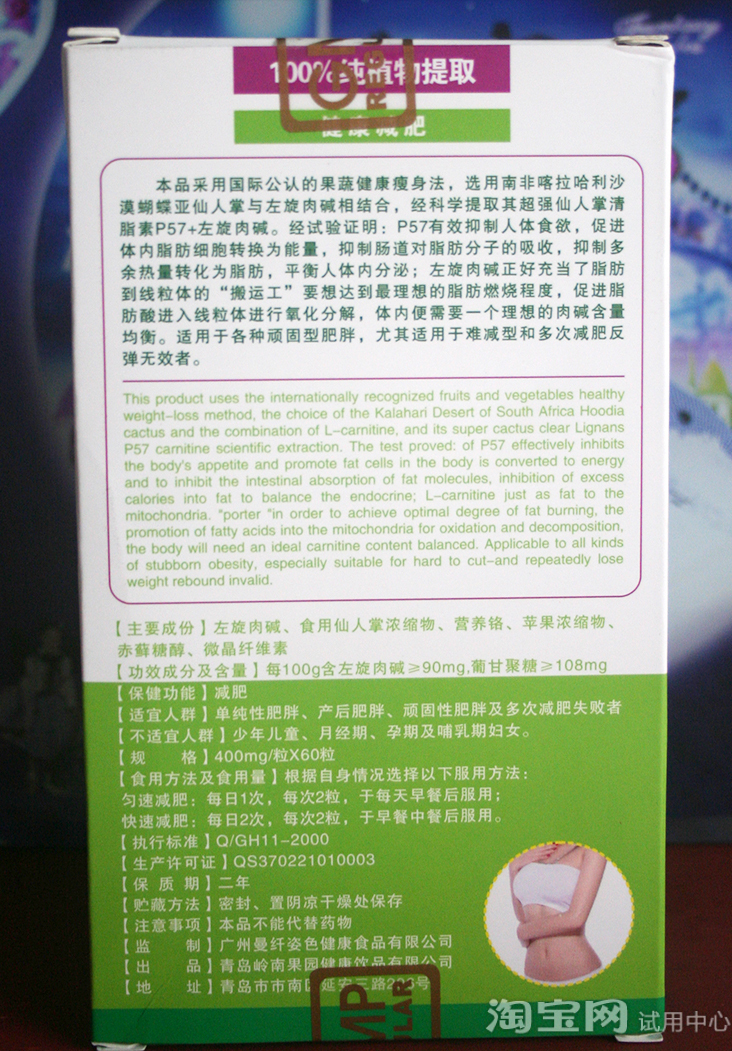 100%纯植物提取
健康减肥
本品采用国际公认的果蔬健康瘦身法，选用南非喀拉哈利沙
漠蝴蝶亚仙人掌与左旋肉碱相结合，经科学提取其超强仙人掌清
脂素P57+左旋肉碱。经试验证明：P57有效抑制人体食欲，促进
体内脂肪细胞转换为能量，抑制肠道对脂肪分子的吸收，抑制多
余热量转化为脂肪，平衡人体内分泌；左旋肉碱正好充当了脂肪
到线粒体的“搬运工”要想达到最理想的脂肪燃烧程度，促进脂
肪酸进入线粒体进行氧化分解，体内便需要一个理想的肉碱含量
均衡。适用于各种顽固型肥胖，尤其适用于难减型和多次减肥反
弹无效者。
This product uses the internationally recognized fruits and vegetables healthy
weight-loss method, the choice of the Kalahari Desert of South Africa Hoodia
cactus and the combination of L-carnitine, and its super cactus clear Lignans
P57 carnitine scientific extraction. The test proved: of P57 effectively inhibits
the body's appetite and promote fat cells in the body is converted to energy
and to inhibit the intestinal absorption of fat molecules, inhibition of excess
calories into fat to balance the endocrine; L-carnitine just as fat to the
mitochondria. "porter "in order to achieve optimal degree of fat burning, the
promotion of fatty acids into the mitochondria for oxidation and decomposition,
the body will need an ideal carnitine content balanced. Applicable to all kinds
of stubborn obesity, especially suitable for hard to cut-and repeatedly lose
weight rebound invalid.
【主要成份】左旋肉碱、食用仙人掌浓缩物、营养铬、苹果浓缩物、
赤藓糖醇、微晶纤维素
【功效成分及含量】每100g含左旋肉碱≥90mg,葡甘聚糖≥108mg
【保健功能】减肥
【适宜人群】单纯性肥胖、产后肥胖、顽固性肥胖及多次减肥失败者
【不适宜人群】少年儿童、月经期、孕期及哺乳期妇女。
【规 格】400mg/粒X60粒
【食用方法及食用量】根据自身情况选择以下服用方法：
匀速减肥：每日1次，每次2粒，于每天早餐后服用；
快速减肥：每日2次，每次2粒，于早餐中餐后服用。
【执行标准】Q/GH11-2000
【生产许可证】QS370221010003
【保 质 期】二年
【贮藏方法】密封、置阴凉干燥处保存
【注意事项】本品不能代替药物
【监 制】广州曼纤姿色健康食品有限公司
【出 品】青岛岭南果园健康饮品有限公司
【地 址】青岛市市南区延安三路2 号
淘宝网 试用中心